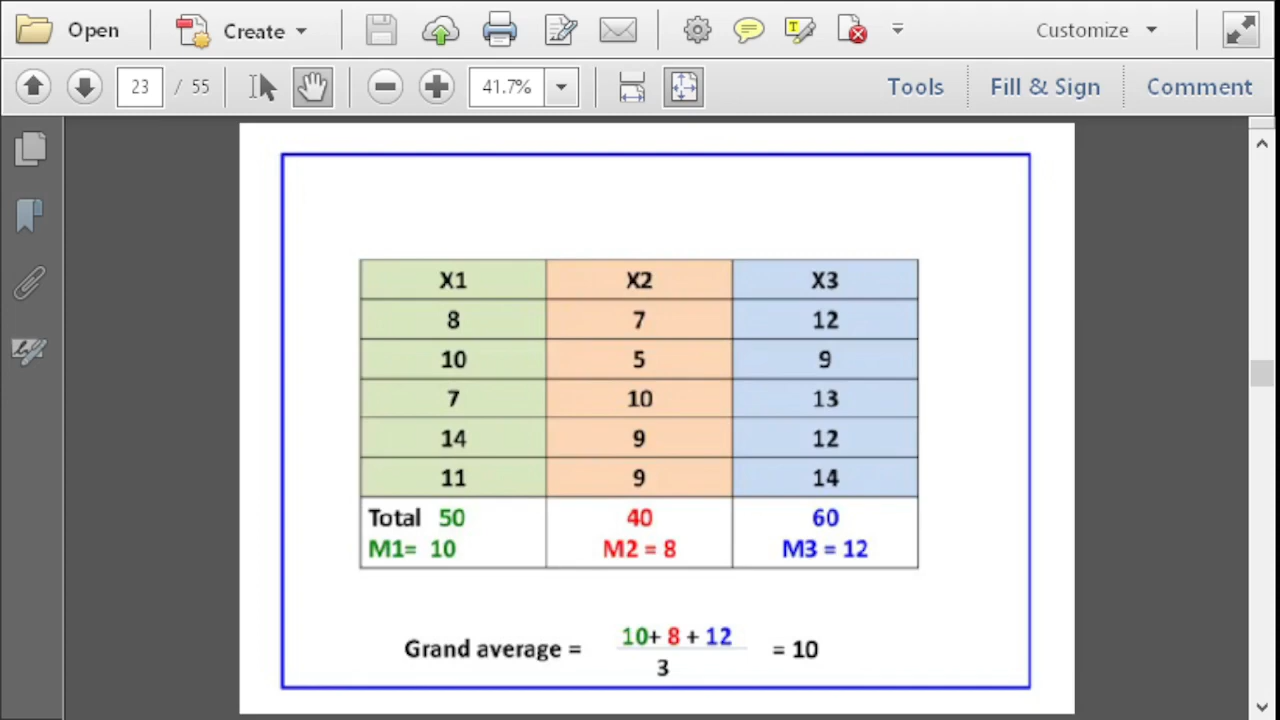 Open Create Customize
23 / 55 41.7% Tools Fill & Sign Comment
X1 X2 X3
8 7 12
10 5 9
7 10 13
14 9 12
11 9 14
Total 50 40 60
M1= 10 M2 = 8 M3 = 12
Grand average = 10+ 8 + 12 = 10
3